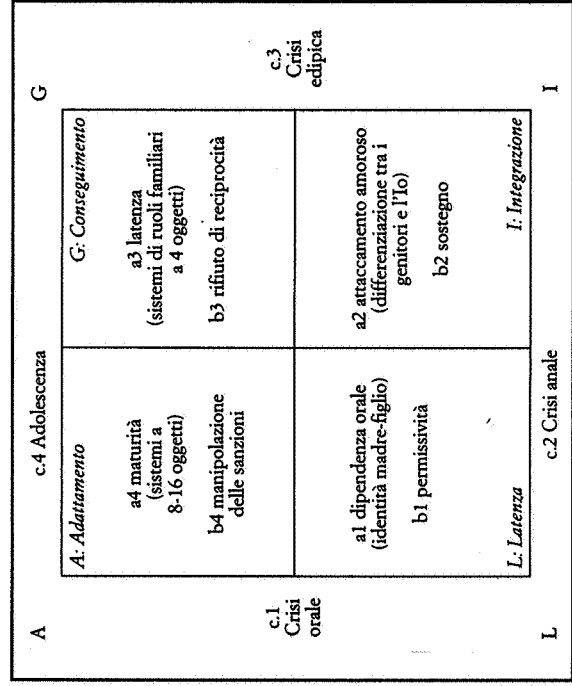 A
c.4 Adolescenza
G
A: Adattamento
a4 maturità
(sistemi a
8-16 oggetti)
b4 manipolazione
delle sanzioni
G: Conseguimento
a3 latenza
(sistemi di ruoli familiari
a 4 oggetti)
b3 rifiuto di reciprocità
c.1
Crisi
orale
c.3
Crisi
edipica
a1 dipendenza orale
(identità madre-figlio)
b1 permissività
L: Latenza
a2 attaccamento amoroso
(differenziazione tra i
genitori e l'Io)
b2 sostegno
I: Integrazione
L
c.2 Crisi anale
I